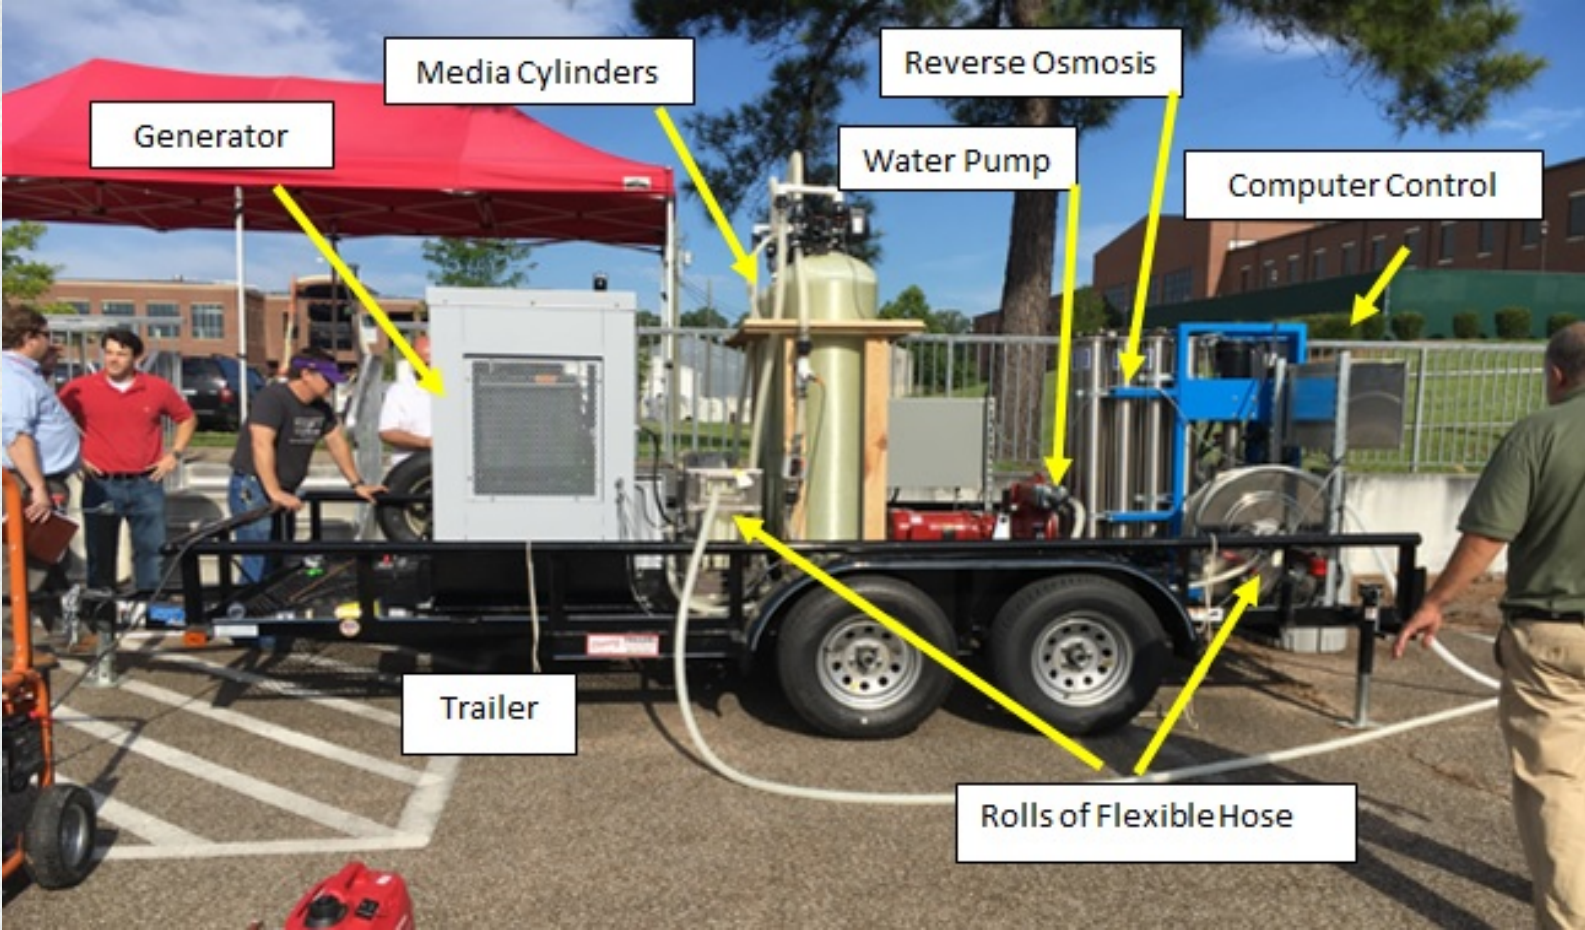 Media Cylinders
Reverse Osmosis
Generator
Water Pump
Computer Control
Trailer
Rolls of Flexible Hose